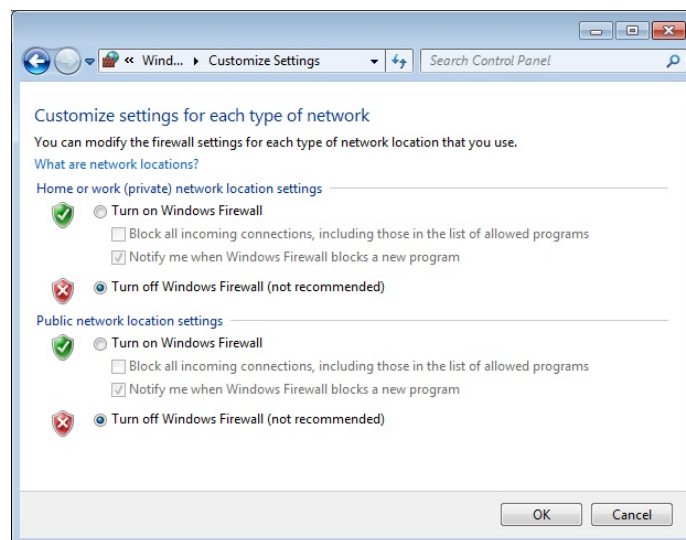 « Wind... ▸ Customize Settings
Search Control Panel
Customize settings for each type of network
You can modify the firewall settings for each type of network location that you use.
What are network locations?
Home or work (private) network location settings
Turn on Windows Firewall
Block all incoming connections, including those in the list of allowed programs
Notify me when Windows Firewall blocks a new program
Turn off Windows Firewall (not recommended)
Public network location settings
Turn on Windows Firewall
Block all incoming connections, including those in the list of allowed programs
Notify me when Windows Firewall blocks a new program
Turn off Windows Firewall (not recommended)
OK Cancel